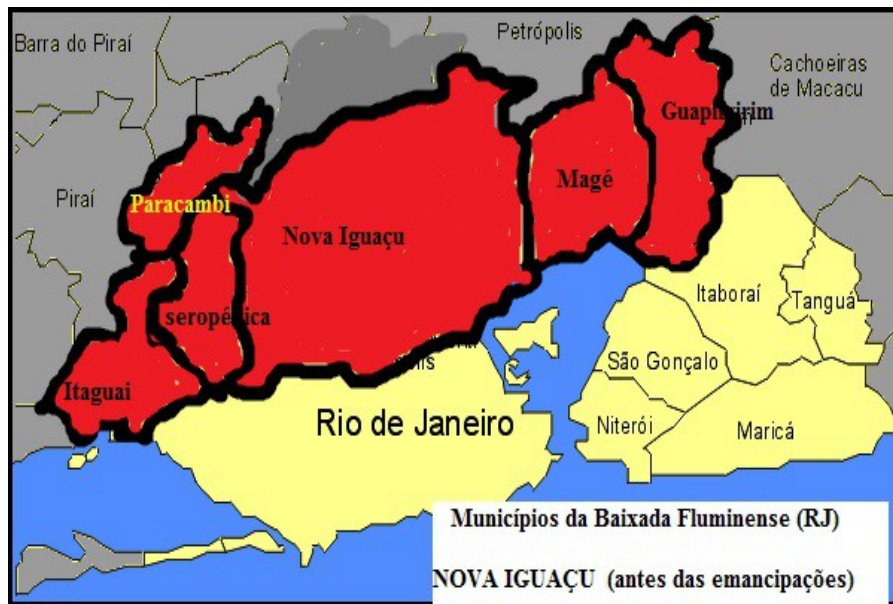 Barra do Piraí
Petrópolis
Cachoeiras
de Macacu
Piraí
Paracambi
Nova Iguaçu
Magé
seropédica
Itaguai
Itaboraí
Tanguá
São Gonçalo
Niterói
Maricá
Rio de Janeiro
Municípios da Baixada Fluminense (RJ)
NOVA IGUAÇU (antes das emancipações)